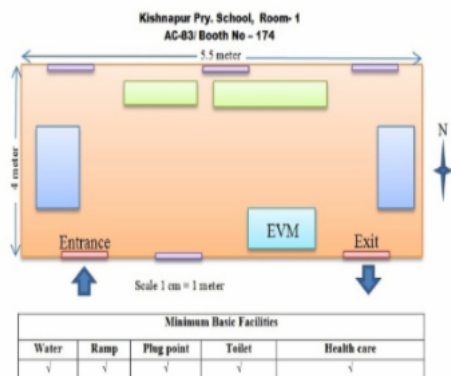 Kishnapur Pry. School, Room- 1
AC-83/ Booth No – 174
5.5 meter
4 meter
N
EVM
Entrance
Exit
Scale 1 cm = 1 meter
Minimum Basic Facilities
Water Ramp Plug point Toilet Health care
√ √ √ √ √